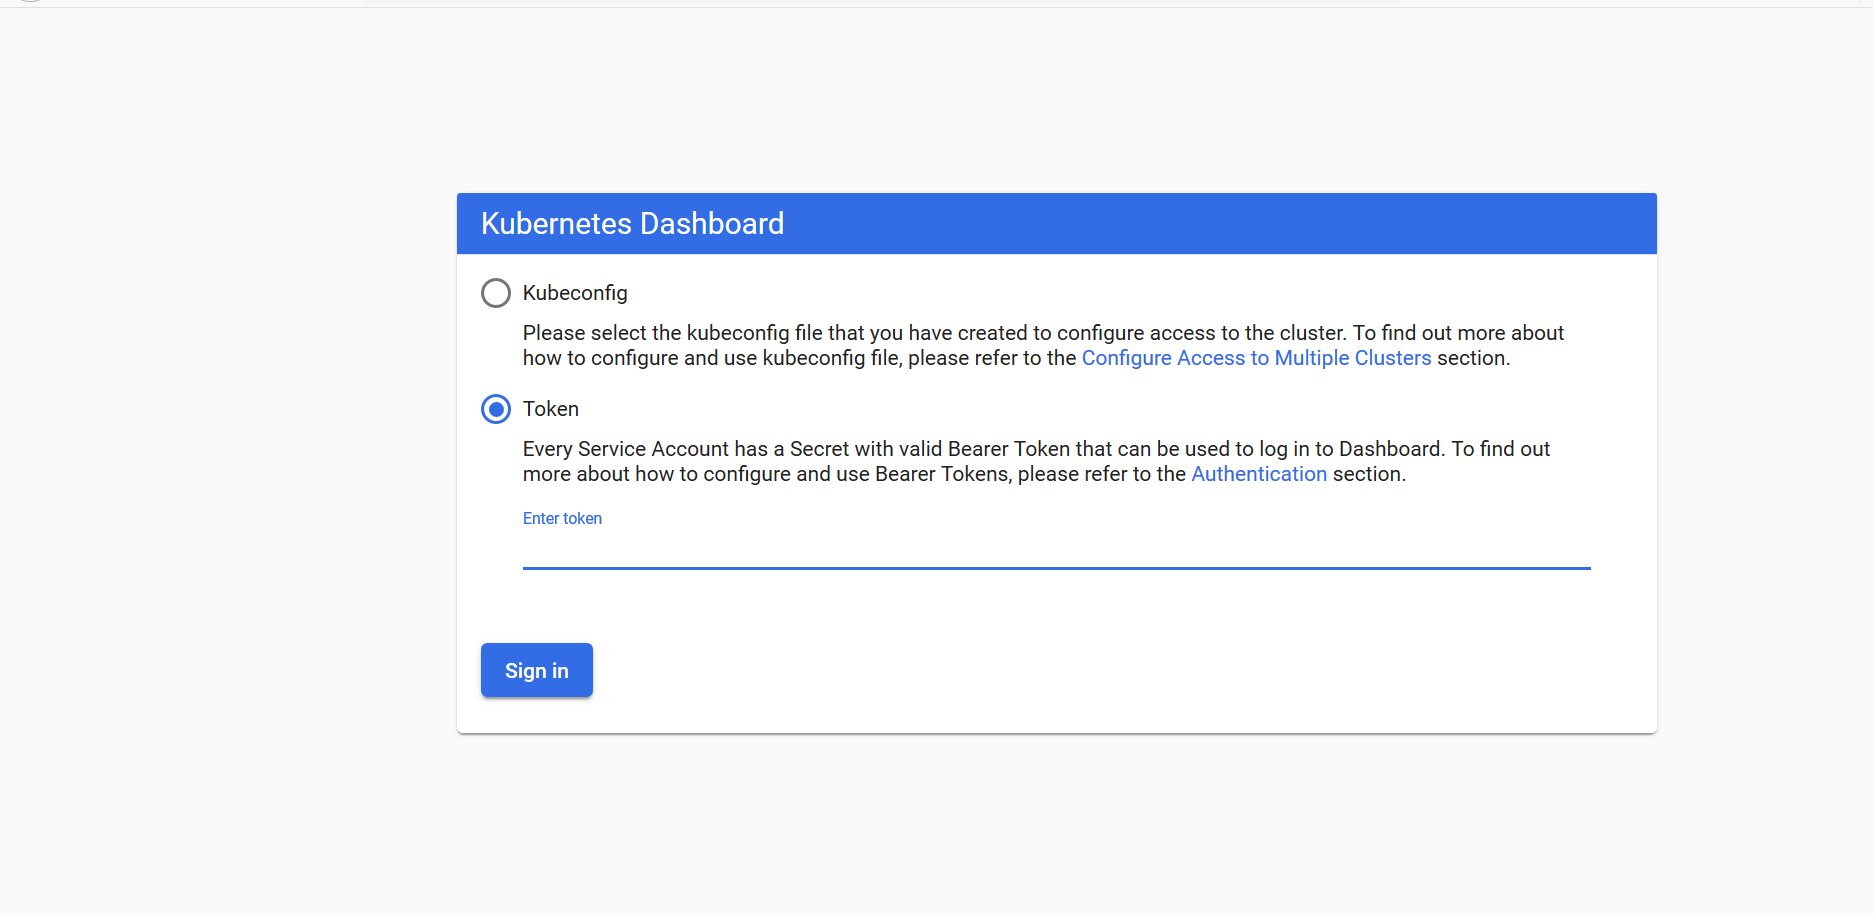 Kubernetes Dashboard
Kubeconfig
Please select the kubeconfig file that you have created to configure access to the cluster. To find out more about
how to configure and use kubeconfig file, please refer to the Configure Access to Multiple Clusters section.
Token
Every Service Account has a Secret with valid Bearer Token that can be used to log in to Dashboard. To find out
more about how to configure and use Bearer Tokens, please refer to the Authentication section.
Enter token
Sign in